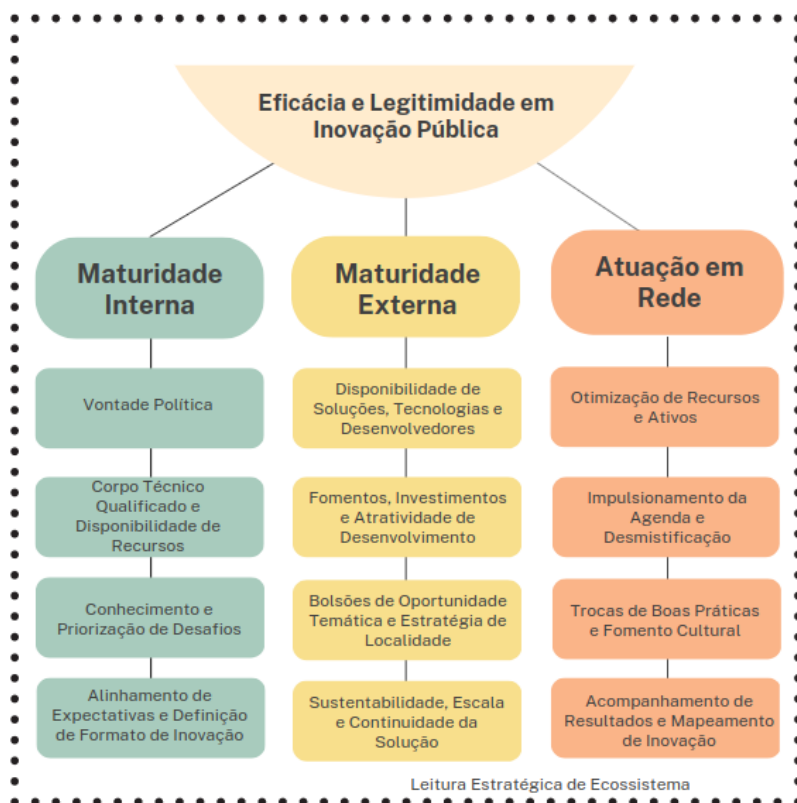 Eficácia e Legitimidade em
Inovação Pública
Maturidade
Interna
Vontade Política
Corpo Técnico
Qualificado e
Disponibilidade de
Recursos
Conhecimento e
Priorização de Desafios
Alinhamento de
Expectativas e Definição
de Formato de Inovação
Maturidade
Externa
Disponibilidade de
Soluções, Tecnologias e
Desenvolvedores
Fomentos, Investimentos
e Atratividade de
Desenvolvimento
Bolsões de Oportunidade
Temática e Estratégia de
Localidade
Sustentabilidade, Escala
e Continuidade da
Solução
Atuação em
Rede
Otimização de Recursos
e Ativos
Impulsionamento da
Agenda e
Desmistificação
Trocas de Boas Práticas
e Fomento Cultural
Acompanhamento de
Resultados e Mapeamento
de Inovação
Leitura Estratégica de Ecossistema